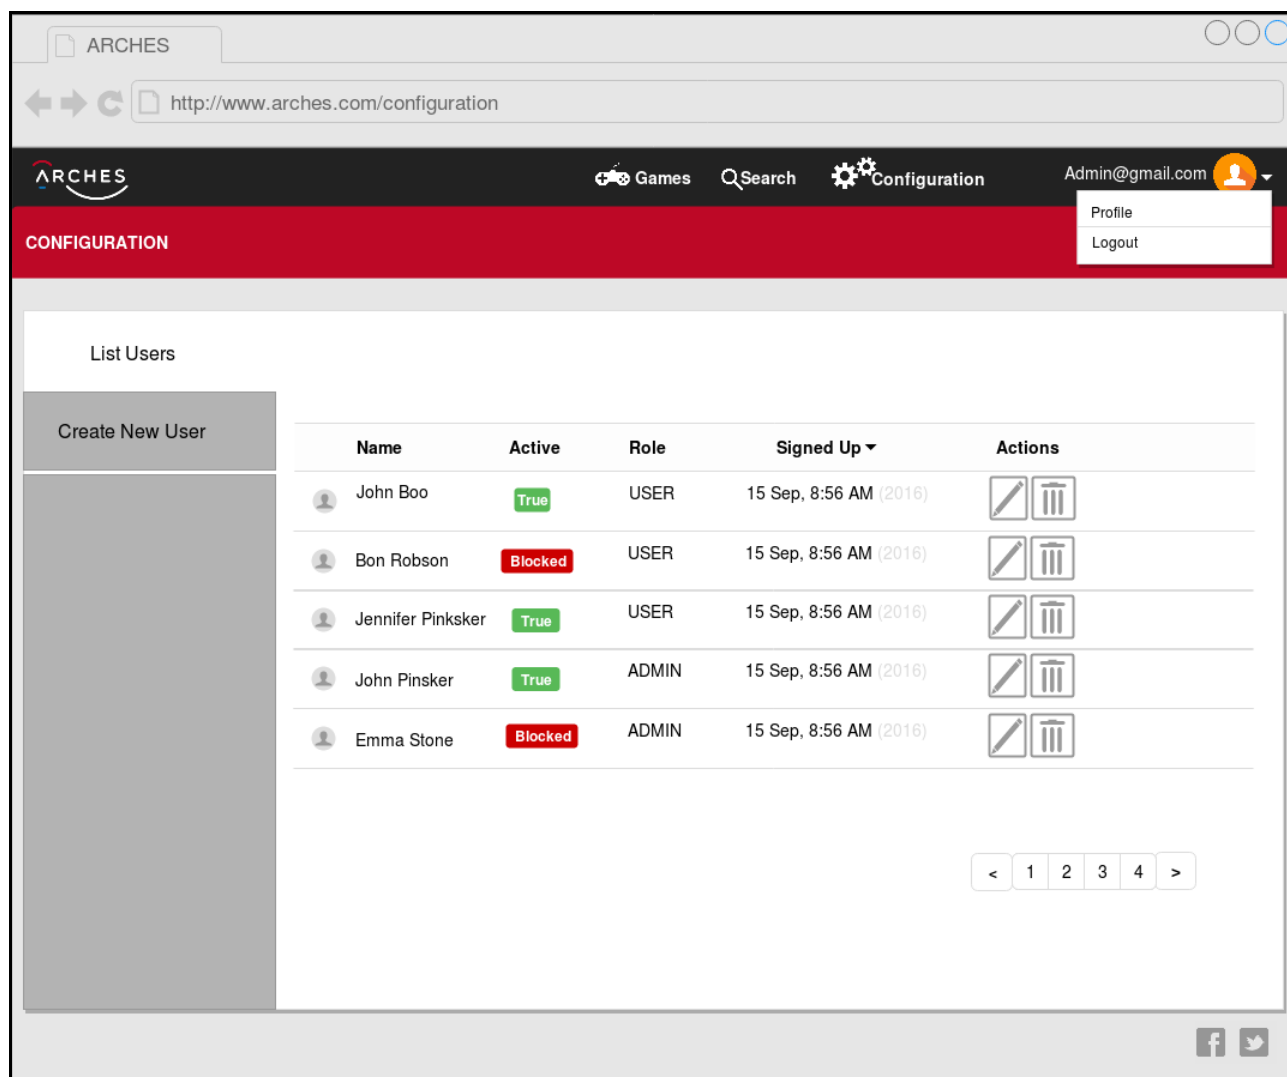 ARCHES
http://www.arches.com/configuration
ARCHES Games Search Configuration Admin@gmail.com
Profile
CONFIGURATION
Logout
List Users
Create New User
Name Active Role Signed Up Actions
John Boo True USER 15 Sep, 8:56 AM (2016)
Bon Robson Blocked USER 15 Sep, 8:56 AM (2016)
Jennifer Pinksker True USER 15 Sep, 8:56 AM (2016)
John Pinsker True ADMIN 15 Sep, 8:56 AM (2016)
Emma Stone Blocked ADMIN 15 Sep, 8:56 AM (2016)
< 1 2 3 4 >